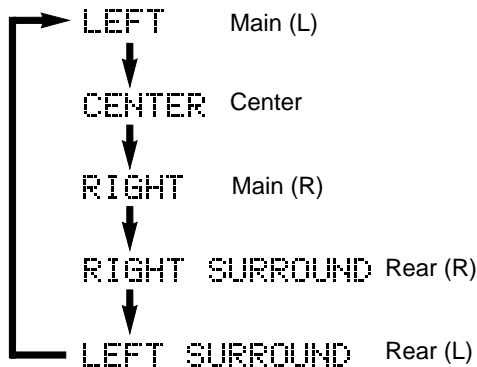 LEFT Main (L)
CENTER Center
RIGHT Main (R)
RIGHT SURROUND Rear (R)
LEFT SURROUND Rear (L)